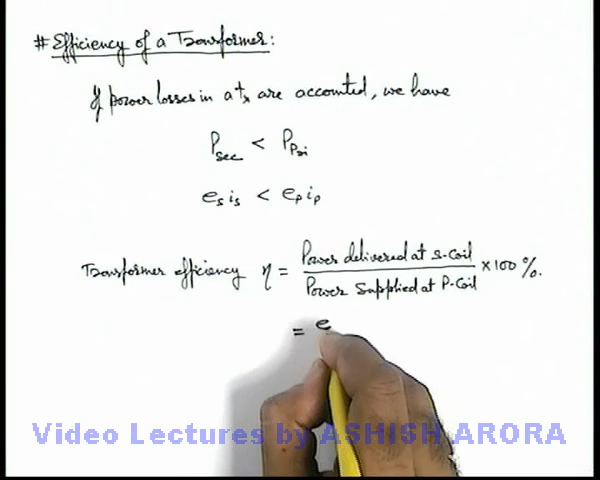 # Efficiency of a Transformer:
If power losses in a tx are accounted, we have
Psec < Ppri
es is < ep ip
Transformer efficiency η = Power delivered at S-Coil / Power Supplied at P-Coil × 100 %.
= e
Video Lectures by ASHISH ARORA